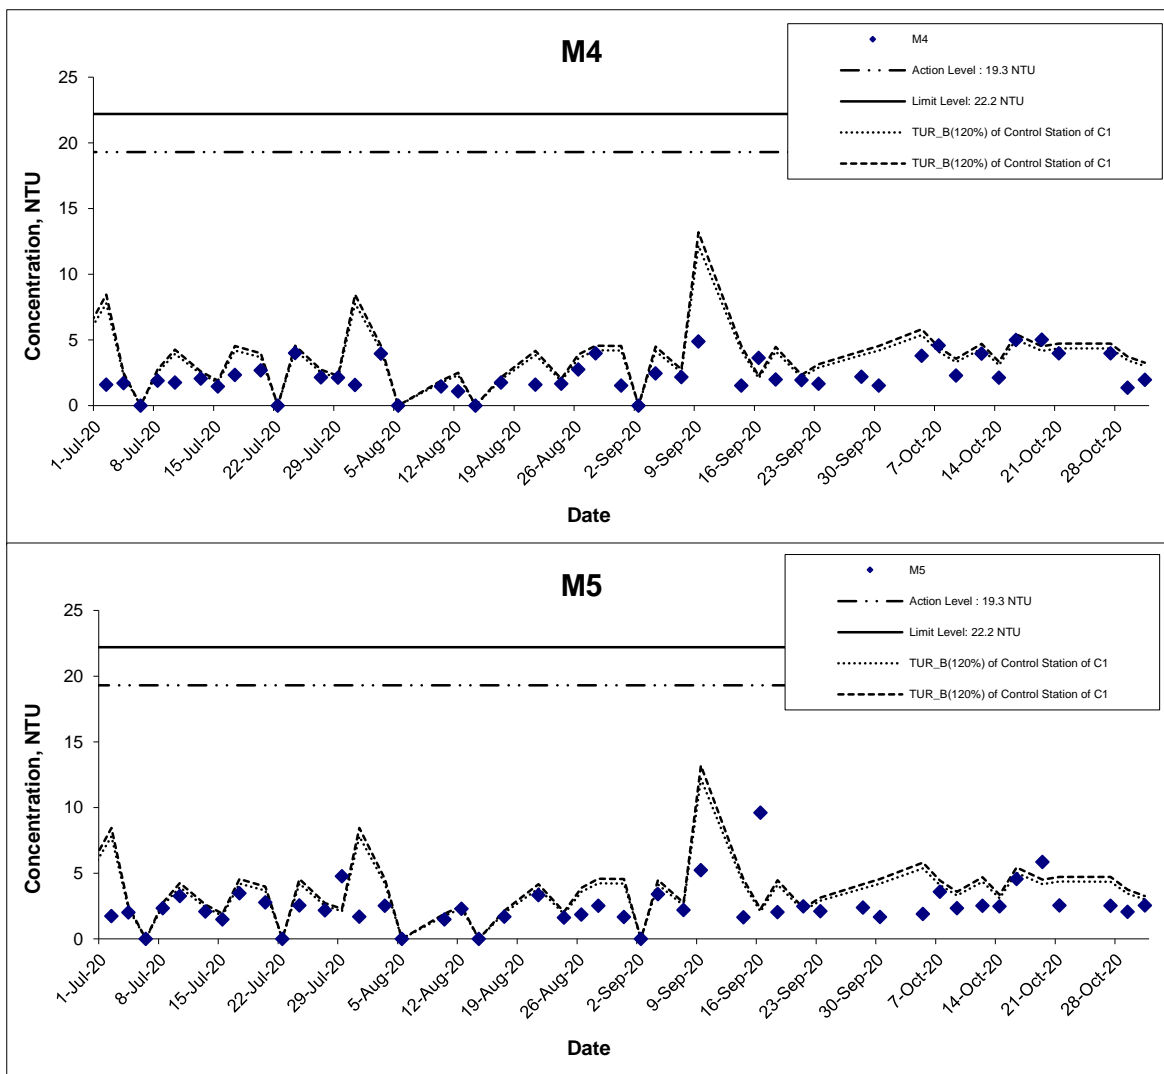 M4
M4
Action Level : 19.3 NTU
Limit Level: 22.2 NTU
TUR_B(120%) of Control Station of C1
TUR_B(120%) of Control Station of C1
Concentration, NTU
25
20
15
10
5
0
1-Jul-20
8-Jul-20
15-Jul-20
22-Jul-20
29-Jul-20
5-Aug-20
12-Aug-20
19-Aug-20
26-Aug-20
2-Sep-20
9-Sep-20
16-Sep-20
23-Sep-20
30-Sep-20
7-Oct-20
14-Oct-20
21-Oct-20
28-Oct-20
Date
M5
M5
Action Level : 19.3 NTU
Limit Level: 22.2 NTU
TUR_B(120%) of Control Station of C1
TUR_B(120%) of Control Station of C1
Concentration, NTU
25
20
15
10
5
0
1-Jul-20
8-Jul-20
15-Jul-20
22-Jul-20
29-Jul-20
5-Aug-20
12-Aug-20
19-Aug-20
26-Aug-20
2-Sep-20
9-Sep-20
16-Sep-20
23-Sep-20
30-Sep-20
7-Oct-20
14-Oct-20
21-Oct-20
28-Oct-20
Date